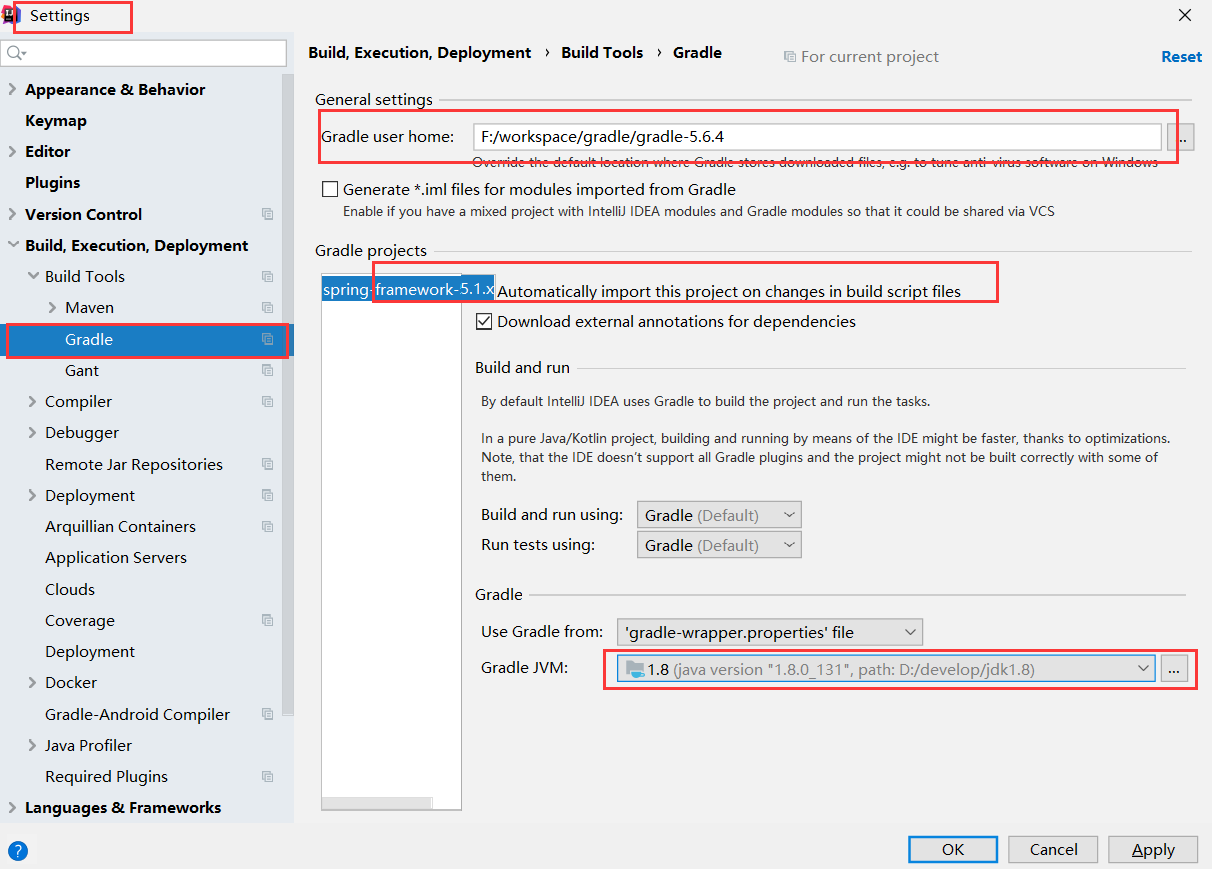 Settings
Build, Execution, Deployment › Build Tools › Gradle
For current project
Reset
Appearance & Behavior
Keymap
Editor
Plugins
Version Control
Build, Execution, Deployment
Build Tools
Maven
Gradle
Gant
Compiler
Debugger
Remote Jar Repositories
Deployment
Arquillian Containers
Application Servers
Clouds
Coverage
Deployment
Docker
Gradle-Android Compiler
Java Profiler
Required Plugins
Languages & Frameworks
General settings
Gradle user home: F:/workspace/gradle/gradle-5.6.4 ...
Override the default location where Gradle stores downloaded files, e.g. to tune anti-virus software on Windows
Generate *.iml files for modules imported from Gradle
Enable if you have a mixed project with IntelliJ IDEA modules and Gradle modules so that it could be shared via VCS
Gradle projects
spring-framework-5.1.x
Automatically import this project on changes in build script files
Download external annotations for dependencies
Build and run
By default IntelliJ IDEA uses Gradle to build the project and run the tasks.
In a pure Java/Kotlin project, building and running by means of the IDE might be faster, thanks to optimizations.
Note, that the IDE doesn't support all Gradle plugins and the project might not be built correctly with some of
them.
Build and run using: Gradle (Default)
Run tests using: Gradle (Default)
Gradle
Use Gradle from: 'gradle-wrapper.properties' file
Gradle JVM: 1.8 (java version "1.8.0_131", path: D:/develop/jdk1.8) ...
?
OK
Cancel
Apply